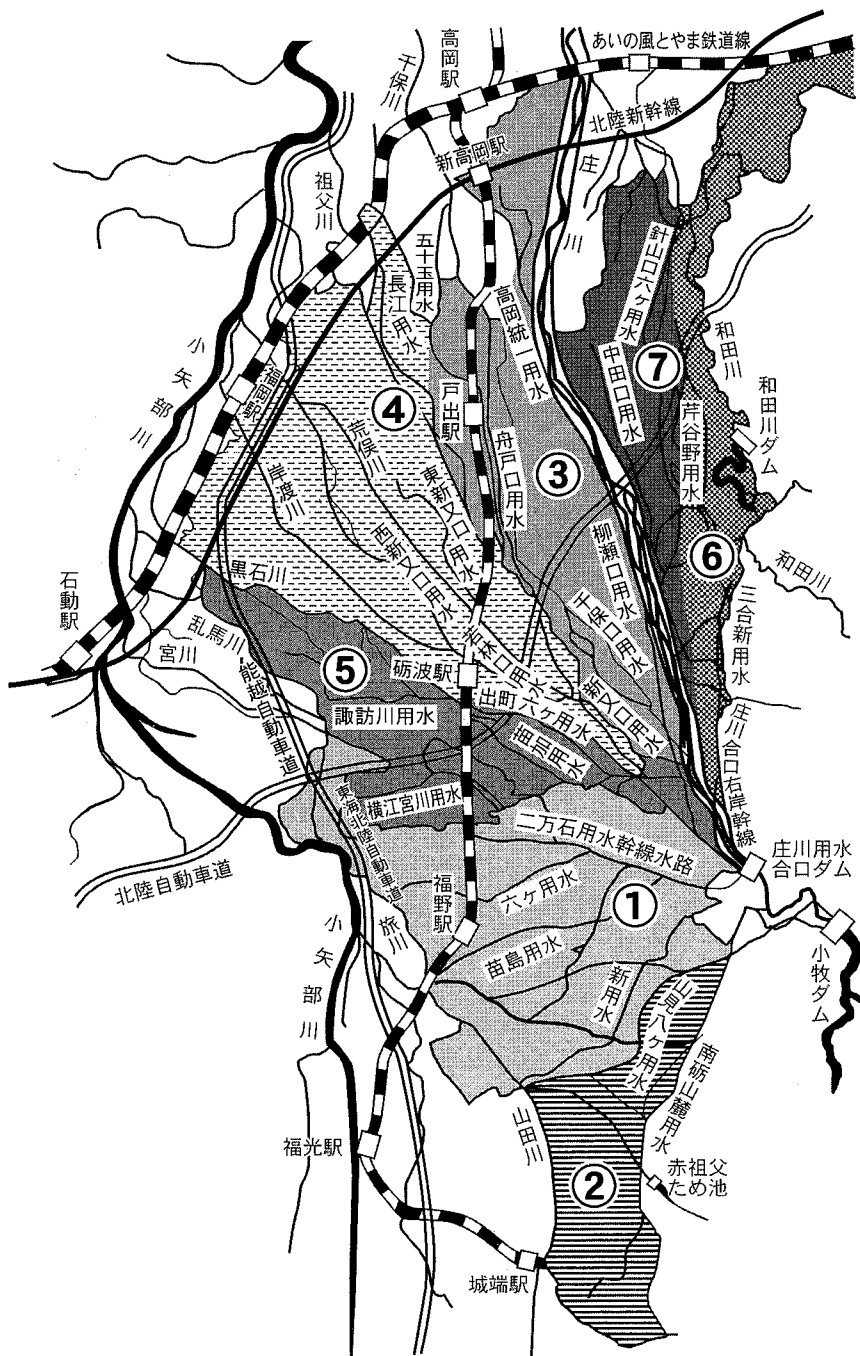 あいの風とやま鉄道線
高岡駅
千保川
北陸新幹線
新高岡駅
庄川
祖父川
五十玉用水
長江用水
高岡統一用水
針山口六ヶ用水
中田口用水
⑦
和田川
和田川ダム
小矢部川
福岡駅
④
戸出駅
荒俣川
岸渡川
東新又口用水
西新又口用水
舟戸口用水
③
芹谷野用水
⑥
柳瀬口用水
千保口用水
和田川
三合新用水
石動駅
黒石川
乱馬川
宮川
能越自動車道
⑤
砺波駅
若林口用水
出町六ヶ用水
新又口用水
苗加用水
諏訪川用水
庄川合口右岸幹線
横江宮川用水
東海北陸自動車道
二万石用水幹線水路
庄川用水
合口ダム
北陸自動車道
六ヶ用水
①
福野駅
旅川
小矢部川
苗島用水
新用水
山見八ヶ用水
小牧ダム
南砺山麓用水
山田川
福光駅
②
赤祖父
ため池
城端駅